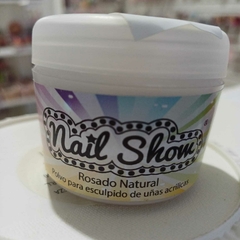 Nail Show
Rosado Natural
Polvo para esculpido de uñas acrílicas